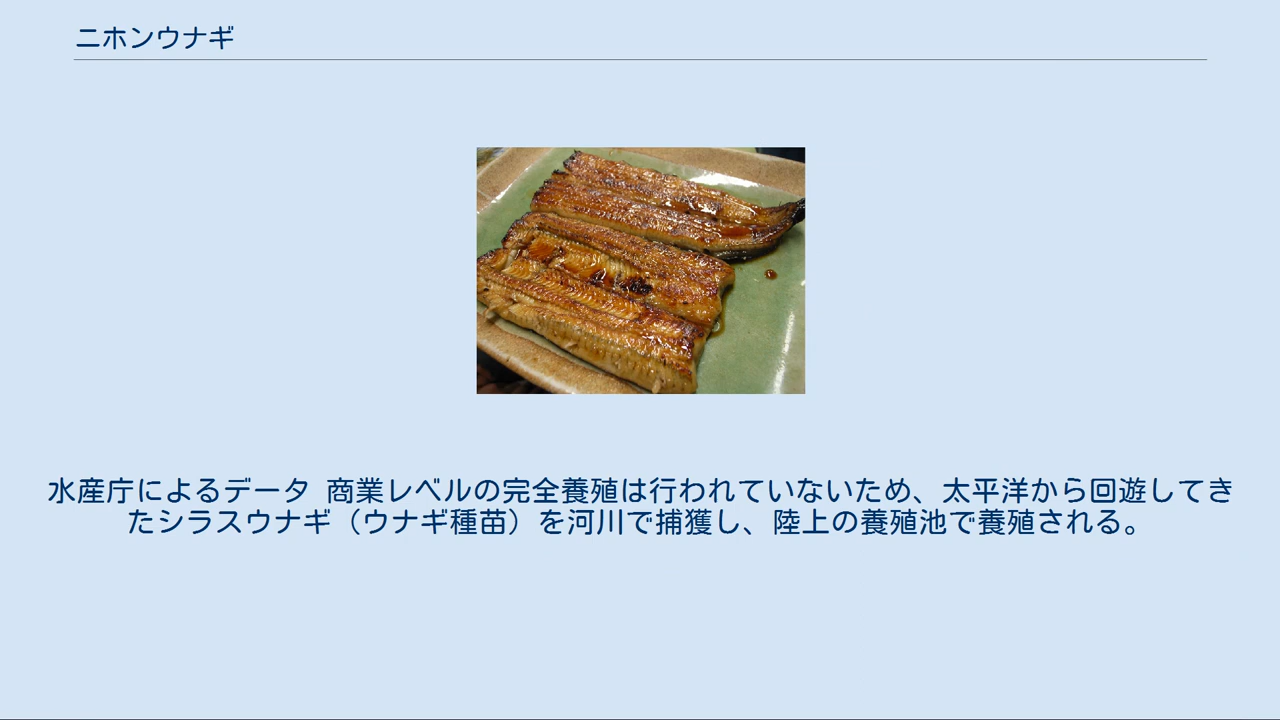 ニホンウナギ
水産庁によるデータ 商業レベルの完全養殖は行われていないため、太平洋から回遊してき
たシラスウナギ（ウナギ種苗）を河川で捕獲し、陸上の養殖池で養殖される。